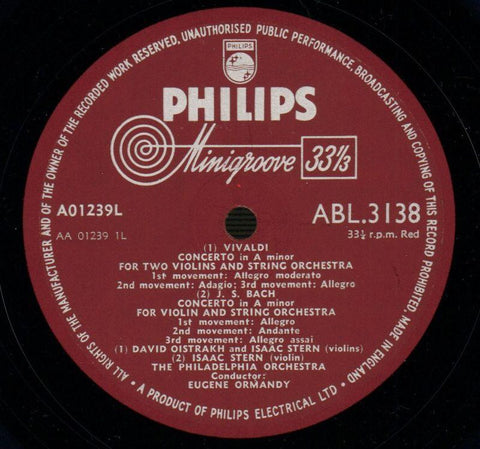 ALL RIGHTS OF THE MANUFACTURER AND OF THE OWNER OF THE RECORDED WORK RESERVED. UNAUTHORISED PUBLIC PERFORMANCE, BROADCASTING AND COPYING OF THIS RECORD PROHIBITED. MADE IN ENGLAND
PHILIPS
PHILIPS
Minigroove 33⅓
A01239L
ABL.3138
AA 01239 1L
33⅓ r.p.m. Red
(1) VIVALDI
CONCERTO in A minor
FOR TWO VIOLINS AND STRING ORCHESTRA
1st movement: Allegro moderato
2nd movement: Adagio; 3rd movement: Allegro
(2) J. S. BACH
CONCERTO in A minor
FOR VIOLIN AND STRING ORCHESTRA
1st movement: Allegro
2nd movement: Andante
3rd movement: Allegro assai
(1) DAVID OISTRAKH and ISAAC STERN (violins)
(2) ISAAC STERN (violin)
THE PHILADELPHIA ORCHESTRA
Conductor:
EUGENE ORMANDY
• A PRODUCT OF PHILIPS ELECTRICAL LTD •